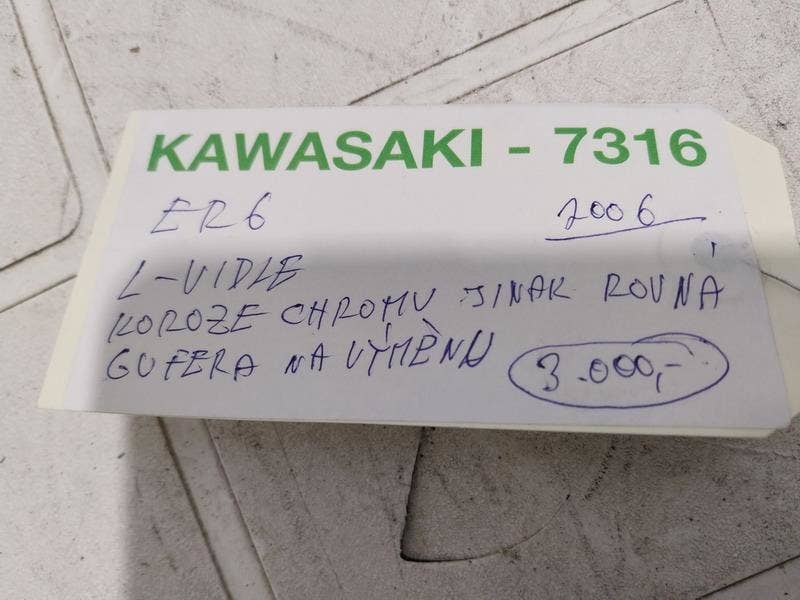 KAWASAKI - 7316
ER6 2006
L-VIDLE
KOROZE CHROMU JINAK ROVNÁ
GUFERA NA VÝMĚNU 3.000,-